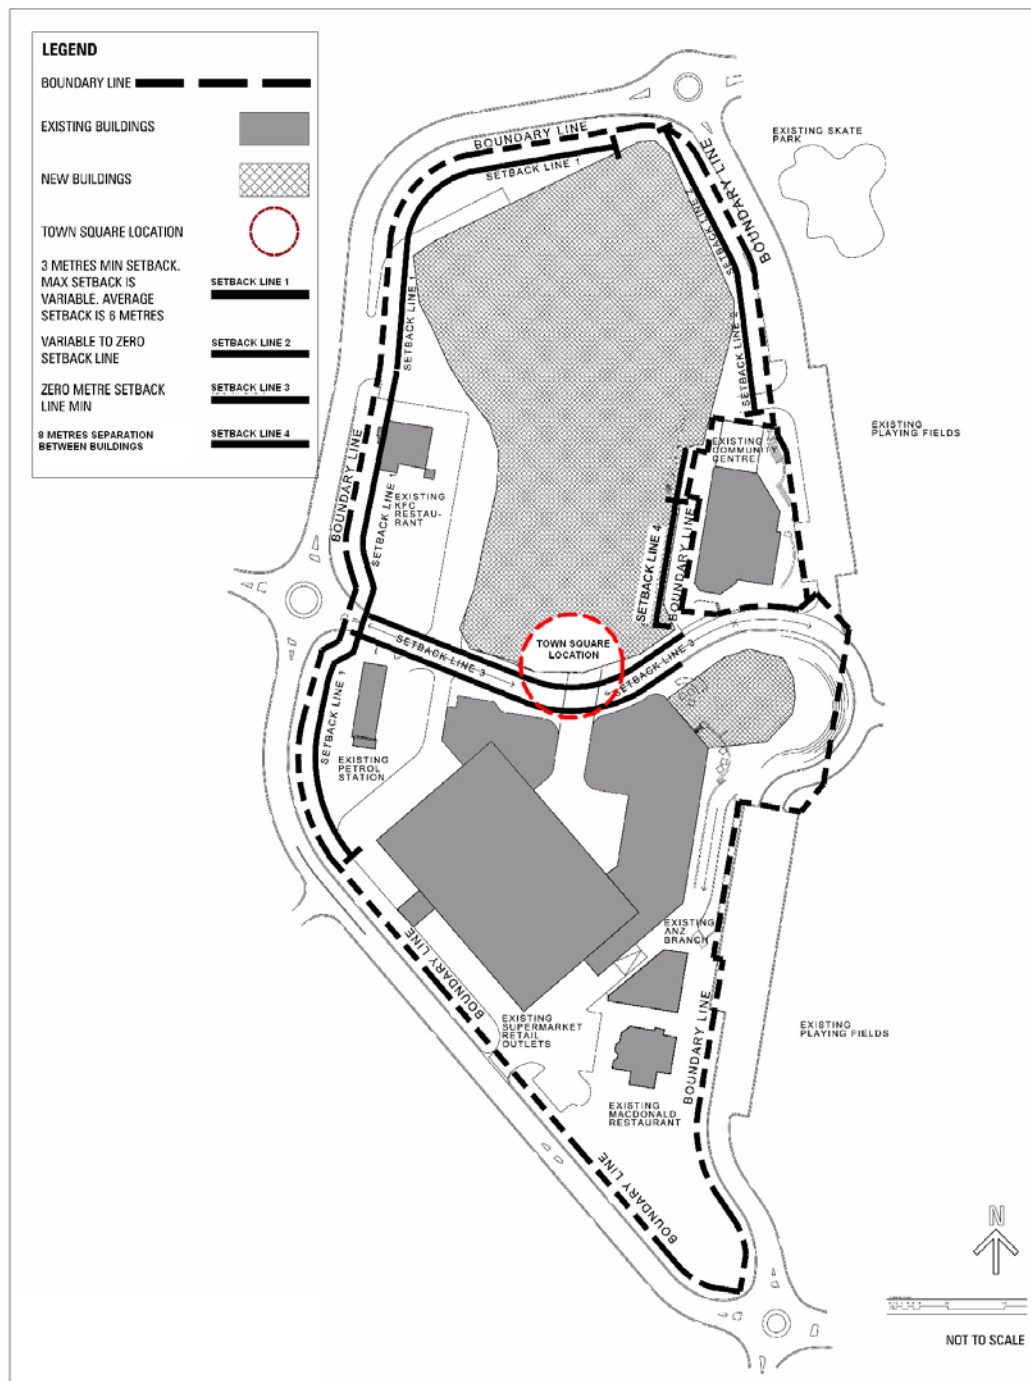 LEGEND
BOUNDARY LINE
EXISTING BUILDINGS
NEW BUILDINGS
TOWN SQUARE LOCATION
3 METRES MIN SETBACK.
MAX SETBACK IS
VARIABLE. AVERAGE
SETBACK IS 6 METRES
SETBACK LINE 1
VARIABLE TO ZERO
SETBACK LINE
SETBACK LINE 2
ZERO METRE SETBACK
LINE MIN
SETBACK LINE 3
8 METRES SEPARATION
BETWEEN BUILDINGS
SETBACK LINE 4
BOUNDARY LINE
SETBACK LINE 1
EXISTING SKATE
PARK
BOUNDARY LINE
SETBACK LINE 2
SETBACK LINE 2
SETBACK LINE 1
EXISTING
PLAYING FIELDS
EXISTING
COMMUNITY
CENTRE
BOUNDARY LINE
SETBACK LINE 1
EXISTING
KFC
RESTAU-
RANT
SETBACK LINE 4
BOUNDARY LINE
TOWN SQUARE
LOCATION
SETBACK LINE 3
SETBACK LINE 3
SETBACK LINE 1
EXISTING
PETROL
STATION
EXISTING
ANZ
BRANCH
BOUNDARY LINE
EXISTING
SUPERMARKET
RETAIL
OUTLETS
BOUNDARY LINE
EXISTING
PLAYING FIELDS
EXISTING
MACDONALD
RESTAURANT
BOUNDARY LINE
N
NOT TO SCALE